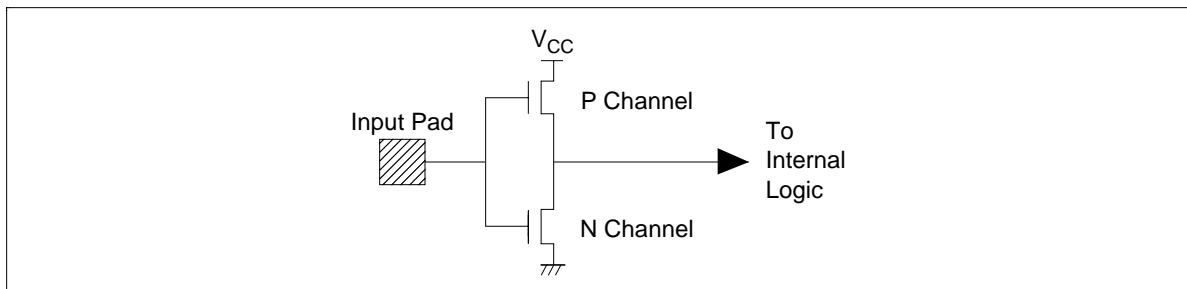 VCC
P Channel
Input Pad
To
Internal
Logic
N Channel